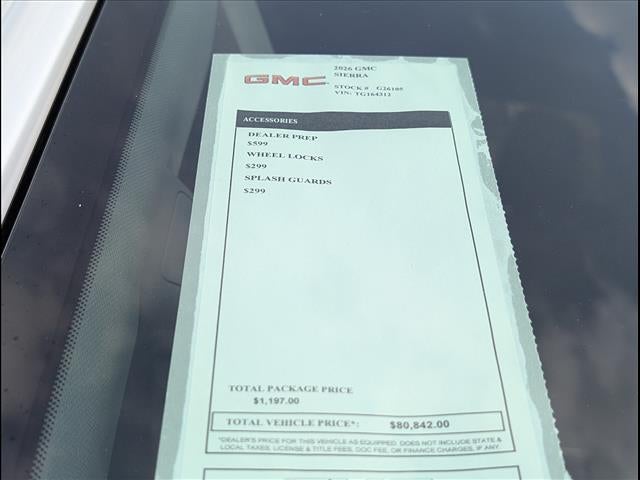 GMC
2026 GMC
SIERRA
STOCK # G26105
VIN: TG164312
ACCESSORIES
DEALER PREP
$599
WHEEL LOCKS
$299
SPLASH GUARDS
$299
TOTAL PACKAGE PRICE
$1,197.00
TOTAL VEHICLE PRICE*: $80,842.00
*DEALER'S PRICE FOR THIS VEHICLE AS EQUIPPED. DOES NOT INCLUDE STATE &
LOCAL TAXES, LICENSE & TITLE FEES, DOC FEE, OR FINANCE CHARGES, IF ANY.